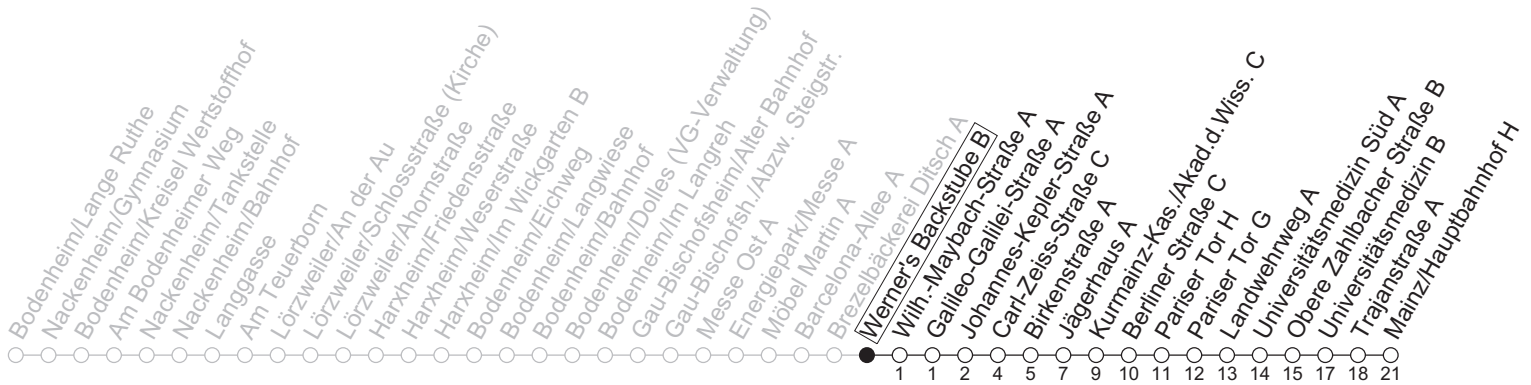 Bodenheim/Lange Ruthe
Nackenheim/Gymnasium
Bodenheim/Kreisel Wertstoffhof
Am Bodenheimer Weg
Nackenheim/Tankstelle
Nackenheim/Bahnhof
Langgasse
Am Teuerborn
Lörzweiler/An der Au
Lörzweiler/Schlossstraße (Kirche)
Lörzweiler/Ahornstraße
Harxheim/Friedensstraße
Harxheim/Weserstraße
Harxheim/Im Wickgarten B
Bodenheim/Eichweg
Bodenheim/Langwiese
Bodenheim/Bahnhof
Bodenheim/Dolles (VG-Verwaltung)
Bodenheim/Im Langreh
Gau-Bischofsheim/Alter Bahnhof
Gau-Bischofsh./Abzw. Steigstr.
Messe Ost A
Energiepark/Messe A
Möbel Martin A
Barcelona-Allee A
Brezelbäckerei Ditsch A
Werner's Backstube B
Wilh.-Maybach-Straße A
Galileo-Galilei-Straße A
Johannes-Kepler-Straße A
Carl-Zeiss-Straße C
Birkenstraße A
Jägerhaus A
Kurmainz-Kas./Akad.d.Wiss. C
Berliner Straße C
Pariser Tor H
Pariser Tor G
Landwehrweg A
Universitätsmedizin Süd A
Obere Zahlbacher Straße B
Universitätsmedizin B
Trajanstraße A
Mainz/Hauptbahnhof H
1 1 2 4 5 7 9 10 11 12 13 14 15 17 18 21